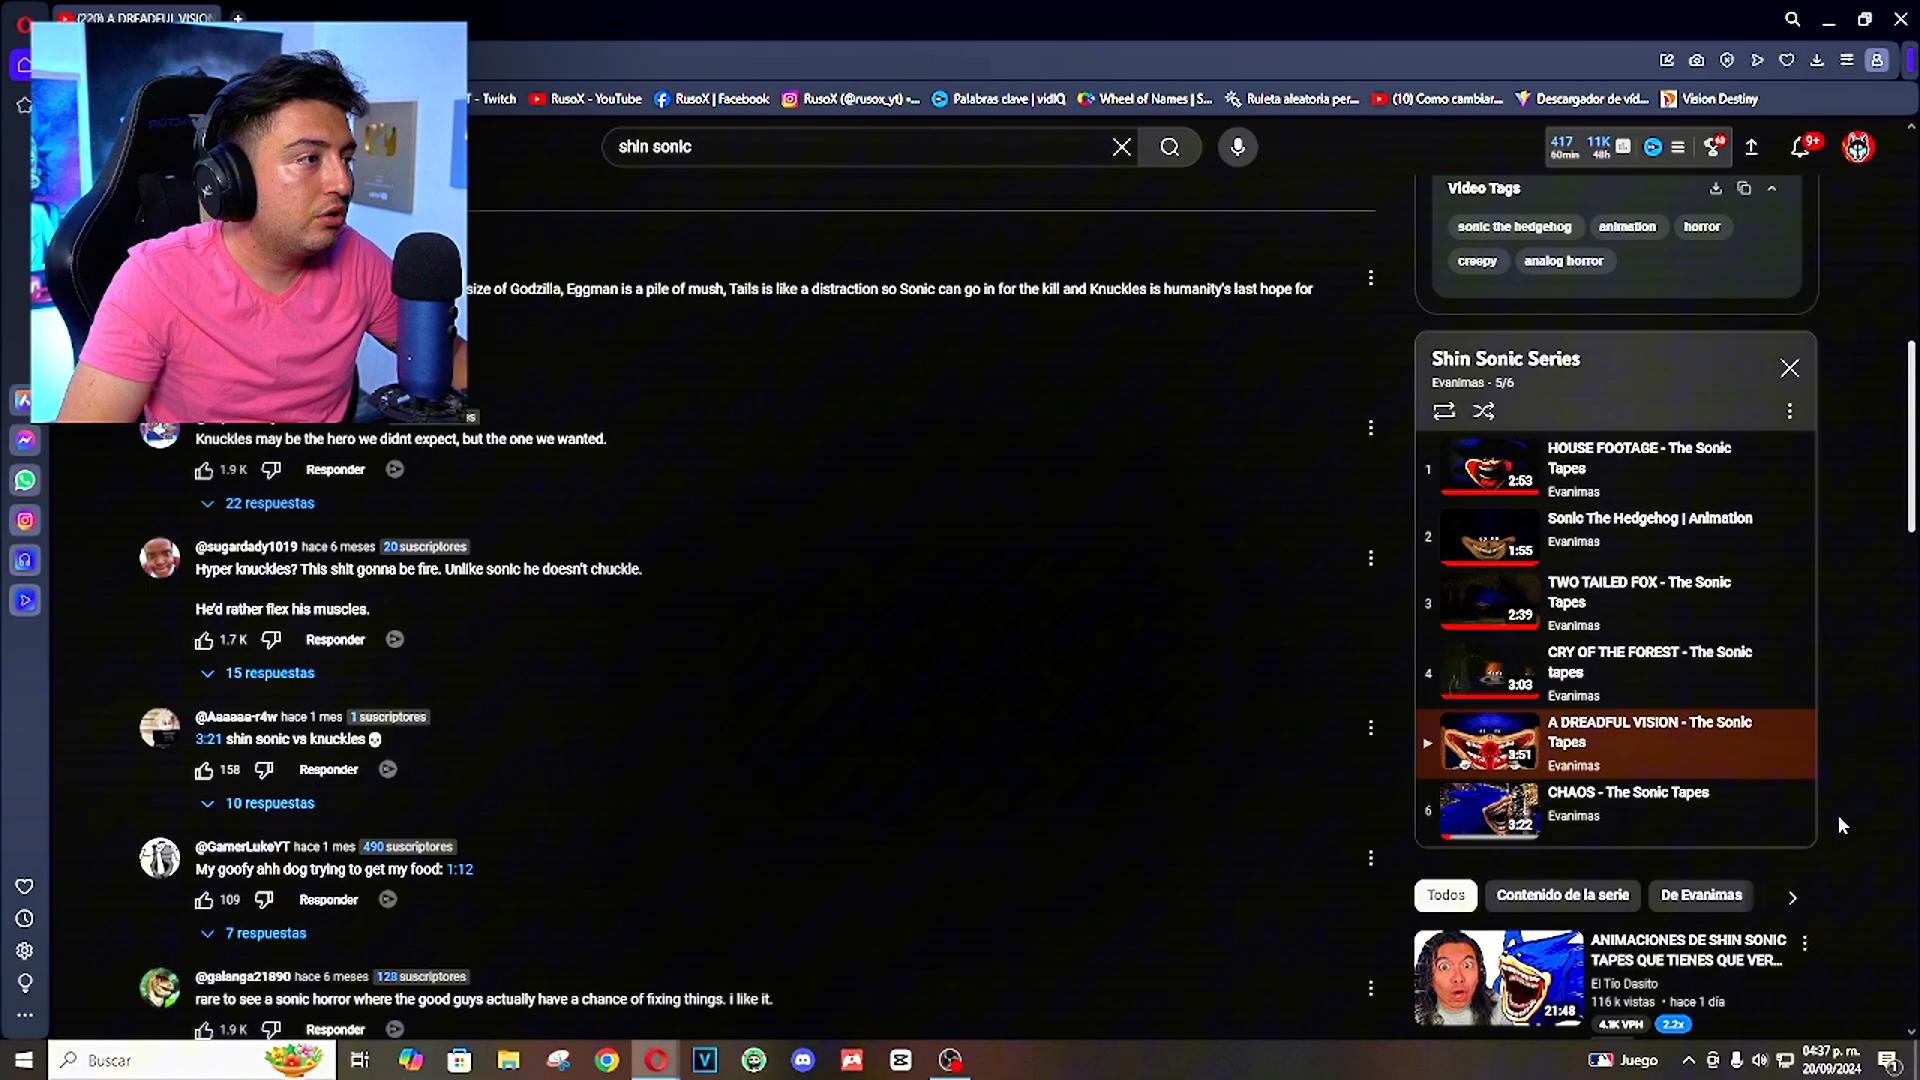 (220) A DREADFUL VISION
T - Twitch
RusoX - YouTube
RusoX | Facebook
RusoX (@rusox_yt) •...
Palabras clave | vidIQ
Wheel of Names | S...
Ruleta aleatoria per...
(10) Como cambiar...
Descargador de víd...
Vision Destiny
shin sonic
417
60min
11K
48h
9+
Video Tags
sonic the hedgehog
animation
horror
creepy
analog horror
size of Godzilla, Eggman is a pile of mush, Tails is like a distraction so Sonic can go in for the kill and Knuckles is humanity's last hope for
Knuckles may be the hero we didnt expect, but the one we wanted.
1.9 K
Responder
22 respuestas
@sugardady1019 hace 6 meses 20 suscriptores
Hyper knuckles? This shit gonna be fire. Unlike sonic he doesn't chuckle.
He'd rather flex his muscles.
1.7 K
Responder
15 respuestas
@Aaaaaa-r4w hace 1 mes 1 suscriptores
3:21 shin sonic vs knuckles💀
158
Responder
10 respuestas
@GamerLukeYT hace 1 mes 490 suscriptores
My goofy ahh dog trying to get my food: 1:12
109
Responder
7 respuestas
@galanga21890 hace 6 meses 128 suscriptores
rare to see a sonic horror where the good guys actually have a chance of fixing things. i like it.
1.9 K
Responder
Shin Sonic Series
Evanimas - 5/6
1
2:53
HOUSE FOOTAGE - The Sonic
Tapes
Evanimas
2
1:55
Sonic The Hedgehog | Animation
Evanimas
3
2:39
TWO TAILED FOX - The Sonic
Tapes
Evanimas
4
3:03
CRY OF THE FOREST - The Sonic
tapes
Evanimas
3:51
A DREADFUL VISION - The Sonic
Tapes
Evanimas
6
3:22
CHAOS - The Sonic Tapes
Evanimas
Todos
Contenido de la serie
De Evanimas
21:48
ANIMACIONES DE SHIN SONIC
TAPES QUE TIENES QUE VER...
El Tío Dasito
116 k vistas • hace 1 día
4.1K VPH
2.2x
Buscar
Juego
04:37 p. m.
20/09/2024
1